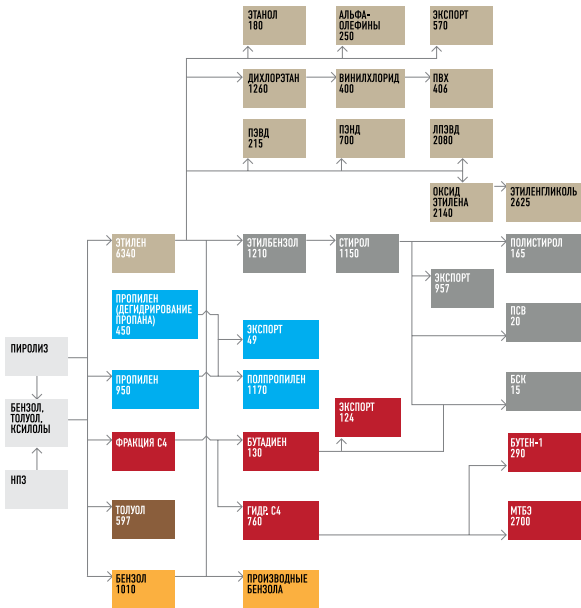 ЭТАНОЛ
180
АЛЬФА-
ОЛЕФИНЫ
250
ЭКСПОРТ
570
ДИХЛОРЭТАН
1260
ВИНИЛХЛОРИД
400
ПВХ
406
ПЭВД
215
ПЭНД
700
ЛПЭВД
2080
ОКСИД
ЭТИЛЕНА
2140
ЭТИЛЕНГЛИКОЛЬ
2625
ЭТИЛЕН
6340
ЭТИЛБЕНЗОЛ
1210
СТИРОЛ
1150
ПОЛИСТИРОЛ
165
ЭКСПОРТ
957
ПРОПИЛЕН
(ДЕГИДРИРОВАНИЕ
ПРОПАНА)
450
ЭКСПОРТ
49
ПСВ
20
ПИРОЛИЗ
ПРОПИЛЕН
950
ПОЛПРОПИЛЕН
1170
БСК
15
БЕНЗОЛ,
ТОЛУОЛ,
КСИЛОЛЫ
ЭКСПОРТ
124
ФРАКЦИЯ С4
БУТАДИЕН
130
БУТЕН-1
290
НПЗ
ТОЛУОЛ
597
ГИДР. С4
760
МТБЭ
2700
БЕНЗОЛ
1010
ПРОИЗВОДНЫЕ
БЕНЗОЛА